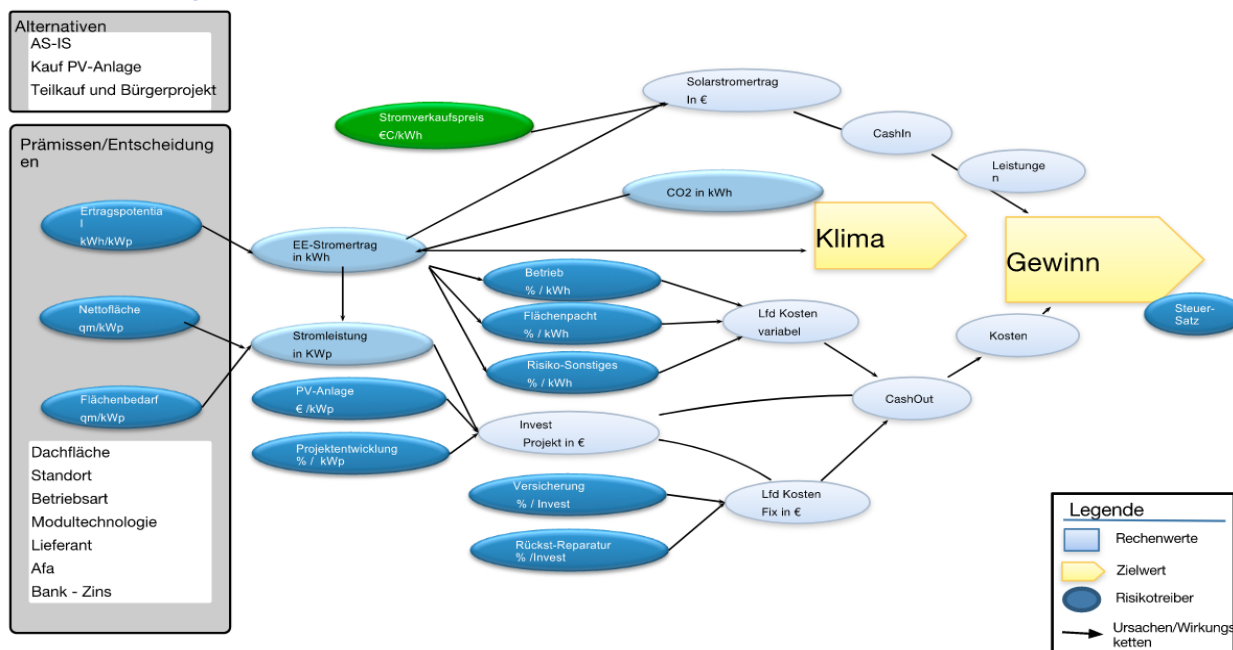 Alternativen
AS-IS
Kauf PV-Anlage
Teilkauf und Bürgerprojekt
Prämissen/Entscheidung
en
Ertragspotentia
l
kWh/kWp
Nettofläche
qm/kWp
Flächenbedarf
qm/kWp
Dachfläche
Standort
Betriebsart
Modultechnologie
Lieferant
Afa
Bank - Zins
Stromverkaufspreis
€C/kWh
EE-Stromertrag
in kWh
Stromleistung
in KWp
PV-Anlage
€ /kWp
Projektentwicklung
% / kWp
Solarstromertrag
In €
CashIn
Leistunge
n
CO2 in kWh
Klima
Gewinn
Steuer-
Satz
Betrieb
% / kWh
Flächenpacht
% / kWh
Risiko-Sonstiges
% / kWh
Lfd Kosten
variabel
Kosten
CashOut
Invest
Projekt in €
Versicherung
% / Invest
Rückst-Reparatur
% /Invest
Lfd Kosten
Fix in €
Legende
Rechenwerte
Zielwert
Risikotreiber
Ursachen/Wirkungs
ketten